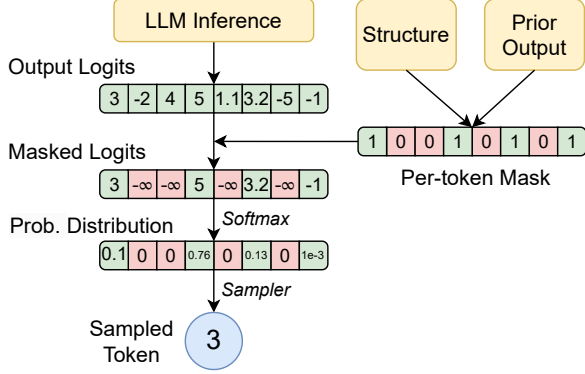 LLM Inference
Structure
Prior
Output
Output Logits
3 -2 4 5 1.1 3.2 -5 -1
1 0 0 1 0 1 0 1
Per-token Mask
Masked Logits
3 -∞ -∞ 5 -∞ 3.2 -∞ -1
Softmax
Prob. Distribution
0.1 0 0 0.76 0 0.13 0 1e-3
Sampler
Sampled
Token
3